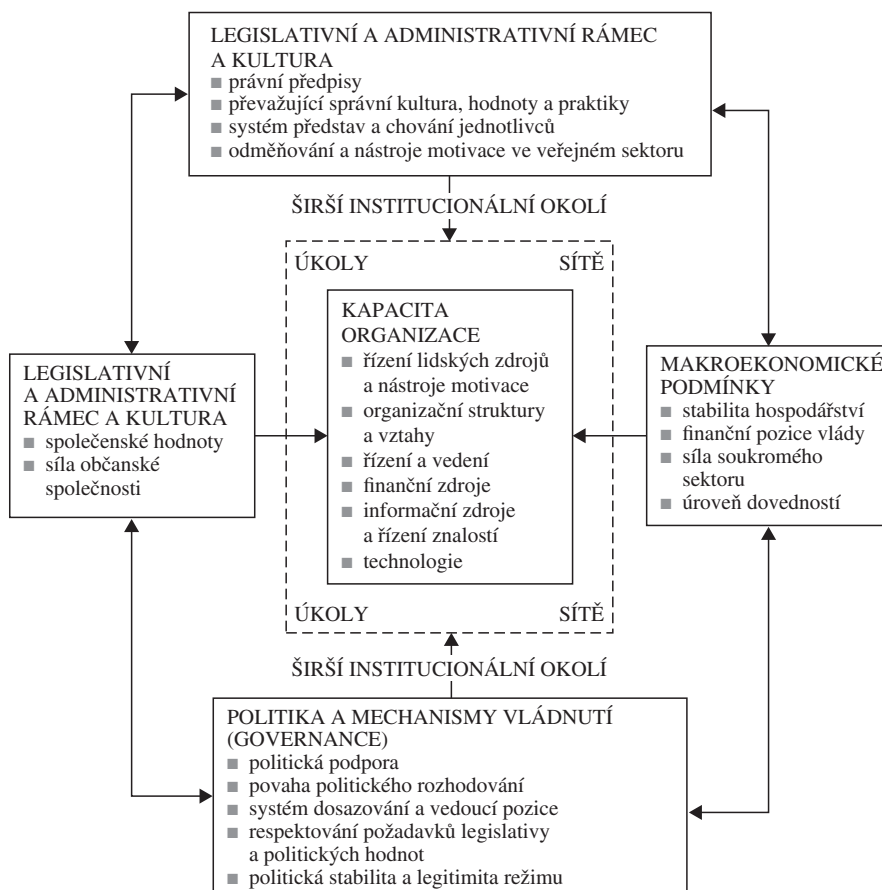 LEGISLATIVNÍ A ADMINISTRATIVNÍ RÁMEC
A KULTURA
■ právní předpisy
■ převažující správní kultura, hodnoty a praktiky
■ systém představ a chování jednotlivců
■ odměňování a nástroje motivace ve veřejném sektoru
ŠIRŠÍ INSTITUCIONÁLNÍ OKOLÍ
ÚKOLY SÍTĚ
KAPACITA
ORGANIZACE
■ řízení lidských zdrojů
a nástroje motivace
■ organizační struktury
a vztahy
■ řízení a vedení
■ finanční zdroje
■ informační zdroje
a řízení znalostí
■ technologie
LEGISLATIVNÍ
A ADMINISTRATIVNÍ
RÁMEC A KULTURA
■ společenské hodnoty
■ síla občanské
společnosti
MAKROEKONOMICKÉ
PODMÍNKY
■ stabilita hospodářství
■ finanční pozice vlády
■ síla soukromého
sektoru
■ úroveň dovedností
ÚKOLY SÍTĚ
ŠIRŠÍ INSTITUCIONÁLNÍ OKOLÍ
POLITIKA A MECHANISMY VLÁDNUTÍ
(GOVERNANCE)
■ politická podpora
■ povaha politického rozhodování
■ systém dosazování a vedoucí pozice
■ respektování požadavků legislativy
a politických hodnot
■ politická stabilita a legitimita režimu